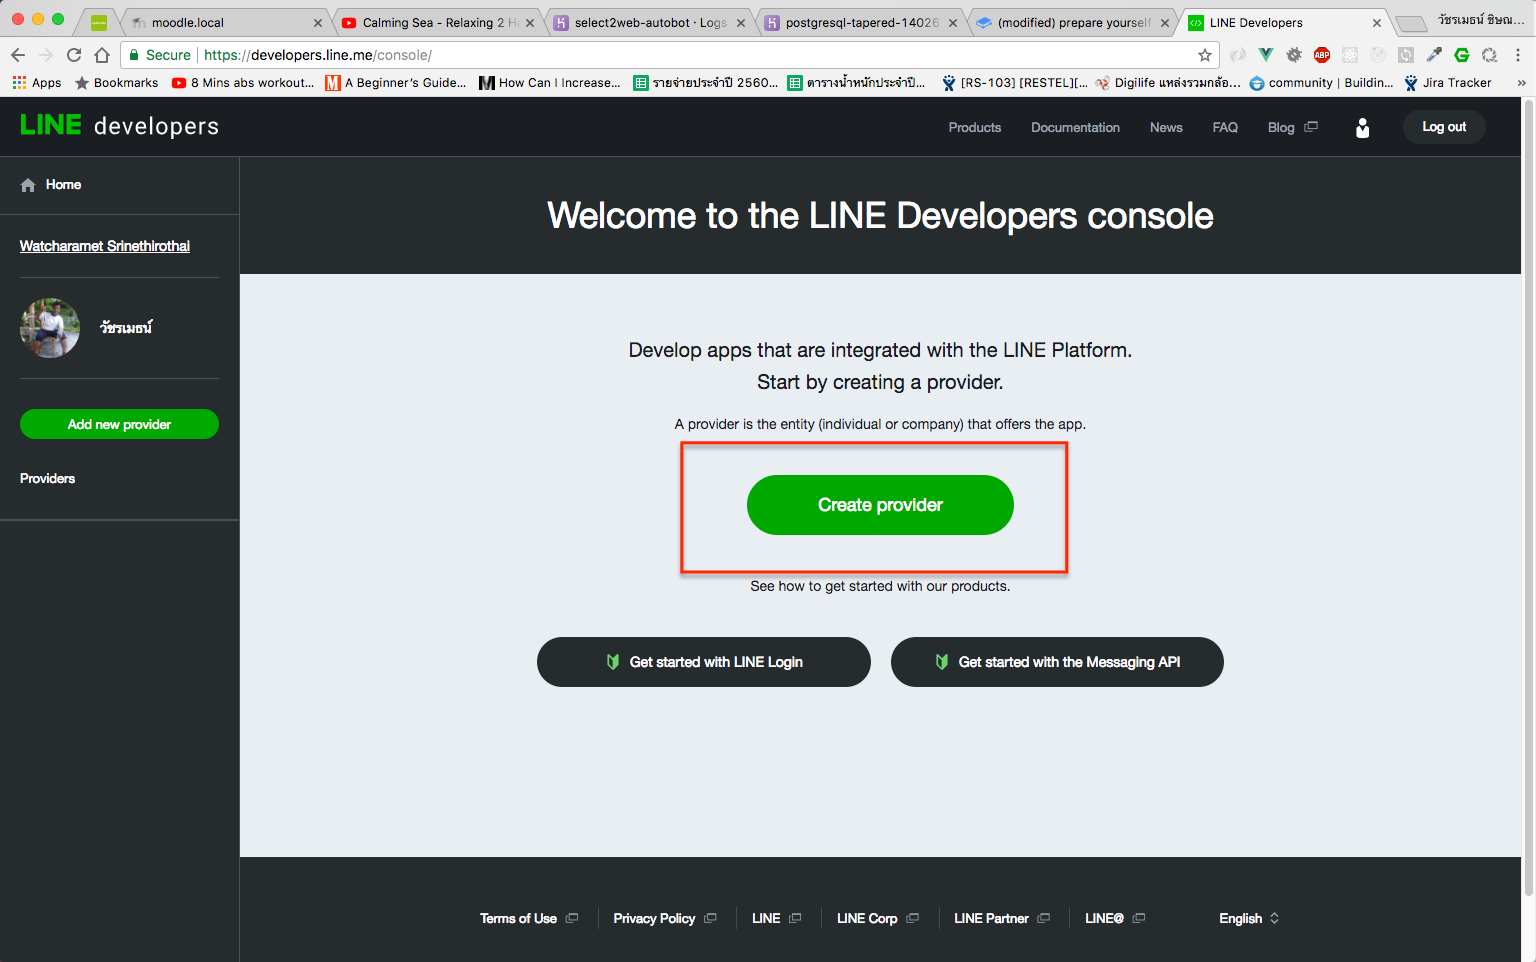 moodle.local
Calming Sea - Relaxing 2 Ho
select2web-autobot · Logs
postgresql-tapered-14026
(modified) prepare yourself
LINE Developers
วัชรเมธน์ ชิษณ...
Secure https://developers.line.me/console/
ABP
Apps
Bookmarks
8 Mins abs workout...
A Beginner's Guide...
How Can I Increase...
รายจ่ายประจำปี 2560...
ตารางน้ำหนักประจำปี...
[RS-103] [RESTEL][...
Digilife แหล่งรวมกล้อ...
community | Buildin...
Jira Tracker
»
LINE developers
Products
Documentation
News
FAQ
Blog
Log out
Home
Watcharamet Srinethirothai
วัชรเมธน์
Add new provider
Providers
Welcome to the LINE Developers console
Develop apps that are integrated with the LINE Platform.
Start by creating a provider.
A provider is the entity (individual or company) that offers the app.
Create provider
See how to get started with our products.
Get started with LINE Login
Get started with the Messaging API
Terms of Use
Privacy Policy
LINE
LINE Corp
LINE Partner
LINE@
English